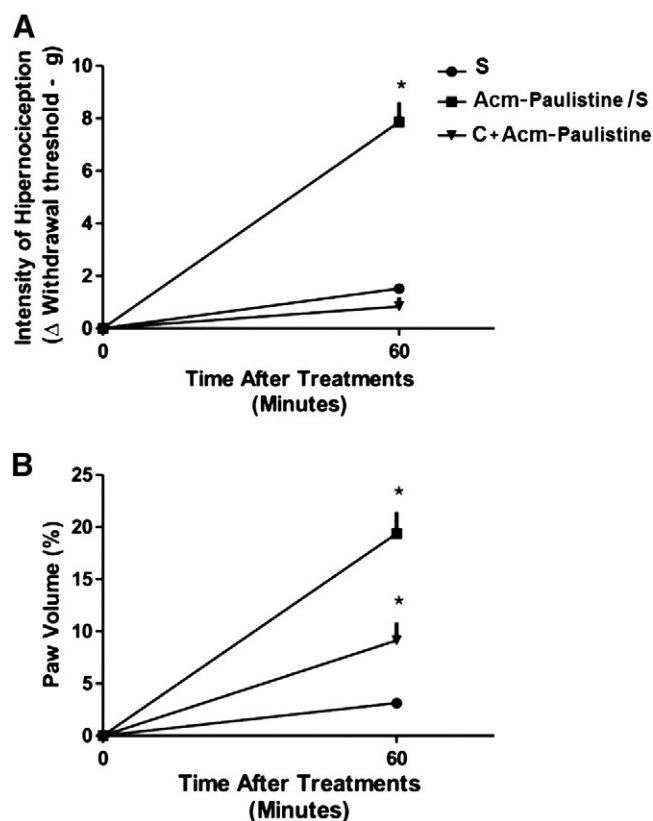 A
Intensity of Hipernociception
(Δ Withdrawal threshold - g)
10
8
6
4
2
0
*
S
Acm-Paulistine/S
C+Acm-Paulistine
0
60
Time After Treatments
(Minutes)
B
Paw Volume (%)
25
20
15
10
5
0
*
*
0
60
Time After Treatments
(Minutes)